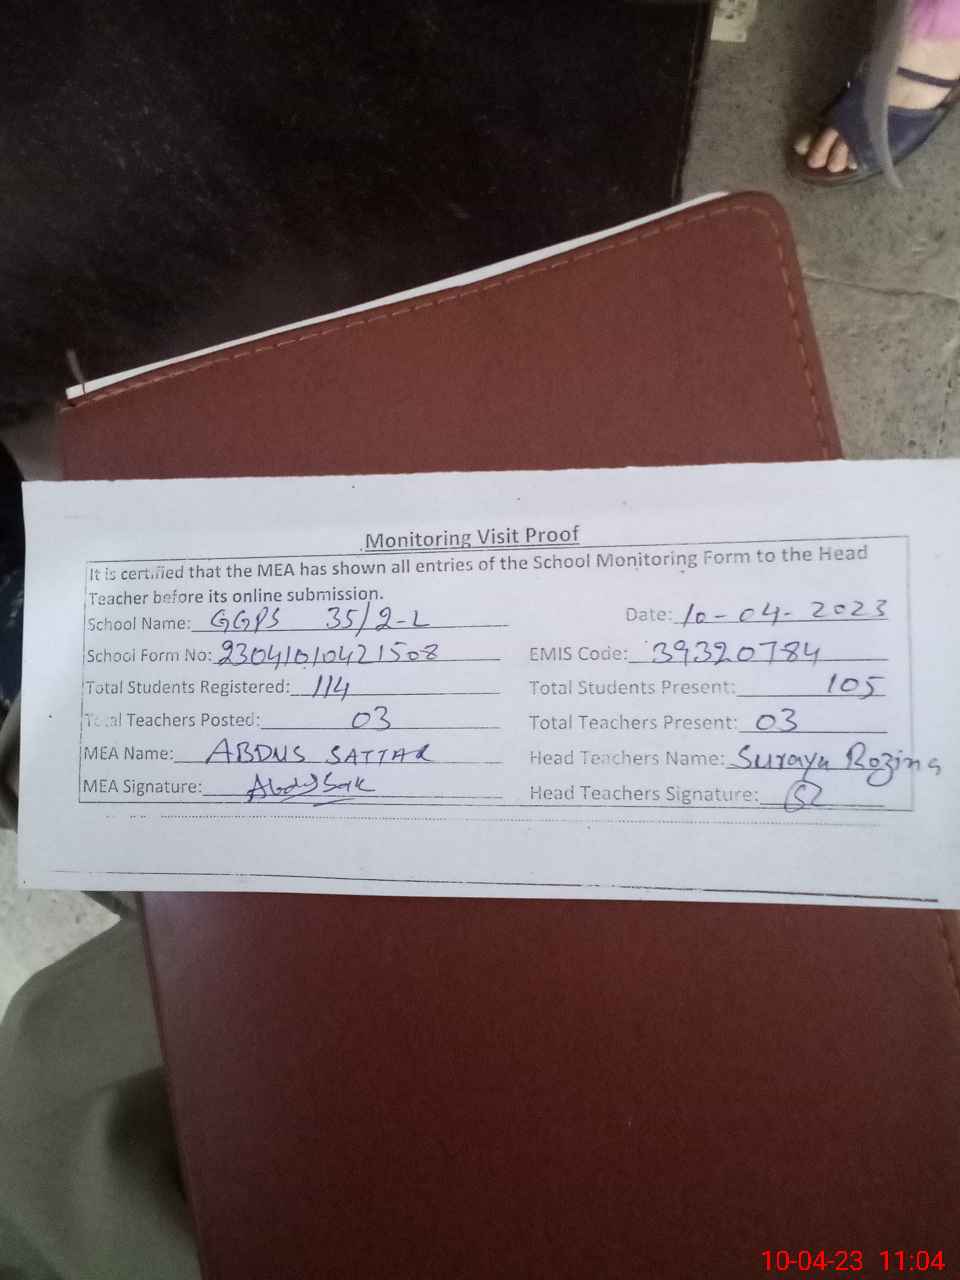 Monitoring Visit Proof
It is certified that the MEA has shown all entries of the School Monitoring Form to the Head
Teacher before its online submission.
School Name: GGPS 35/2-L Date: 10-04-2023
School Form No: 23041010421508 EMIS Code: 39320784
Total Students Registered: 114 Total Students Present: 105
Total Teachers Posted: 03 Total Teachers Present: 03
MEA Name: ABDUS SATTAR Head Teachers Name: Suraya Rozina
MEA Signature: Head Teachers Signature:
10-04-23 11:04